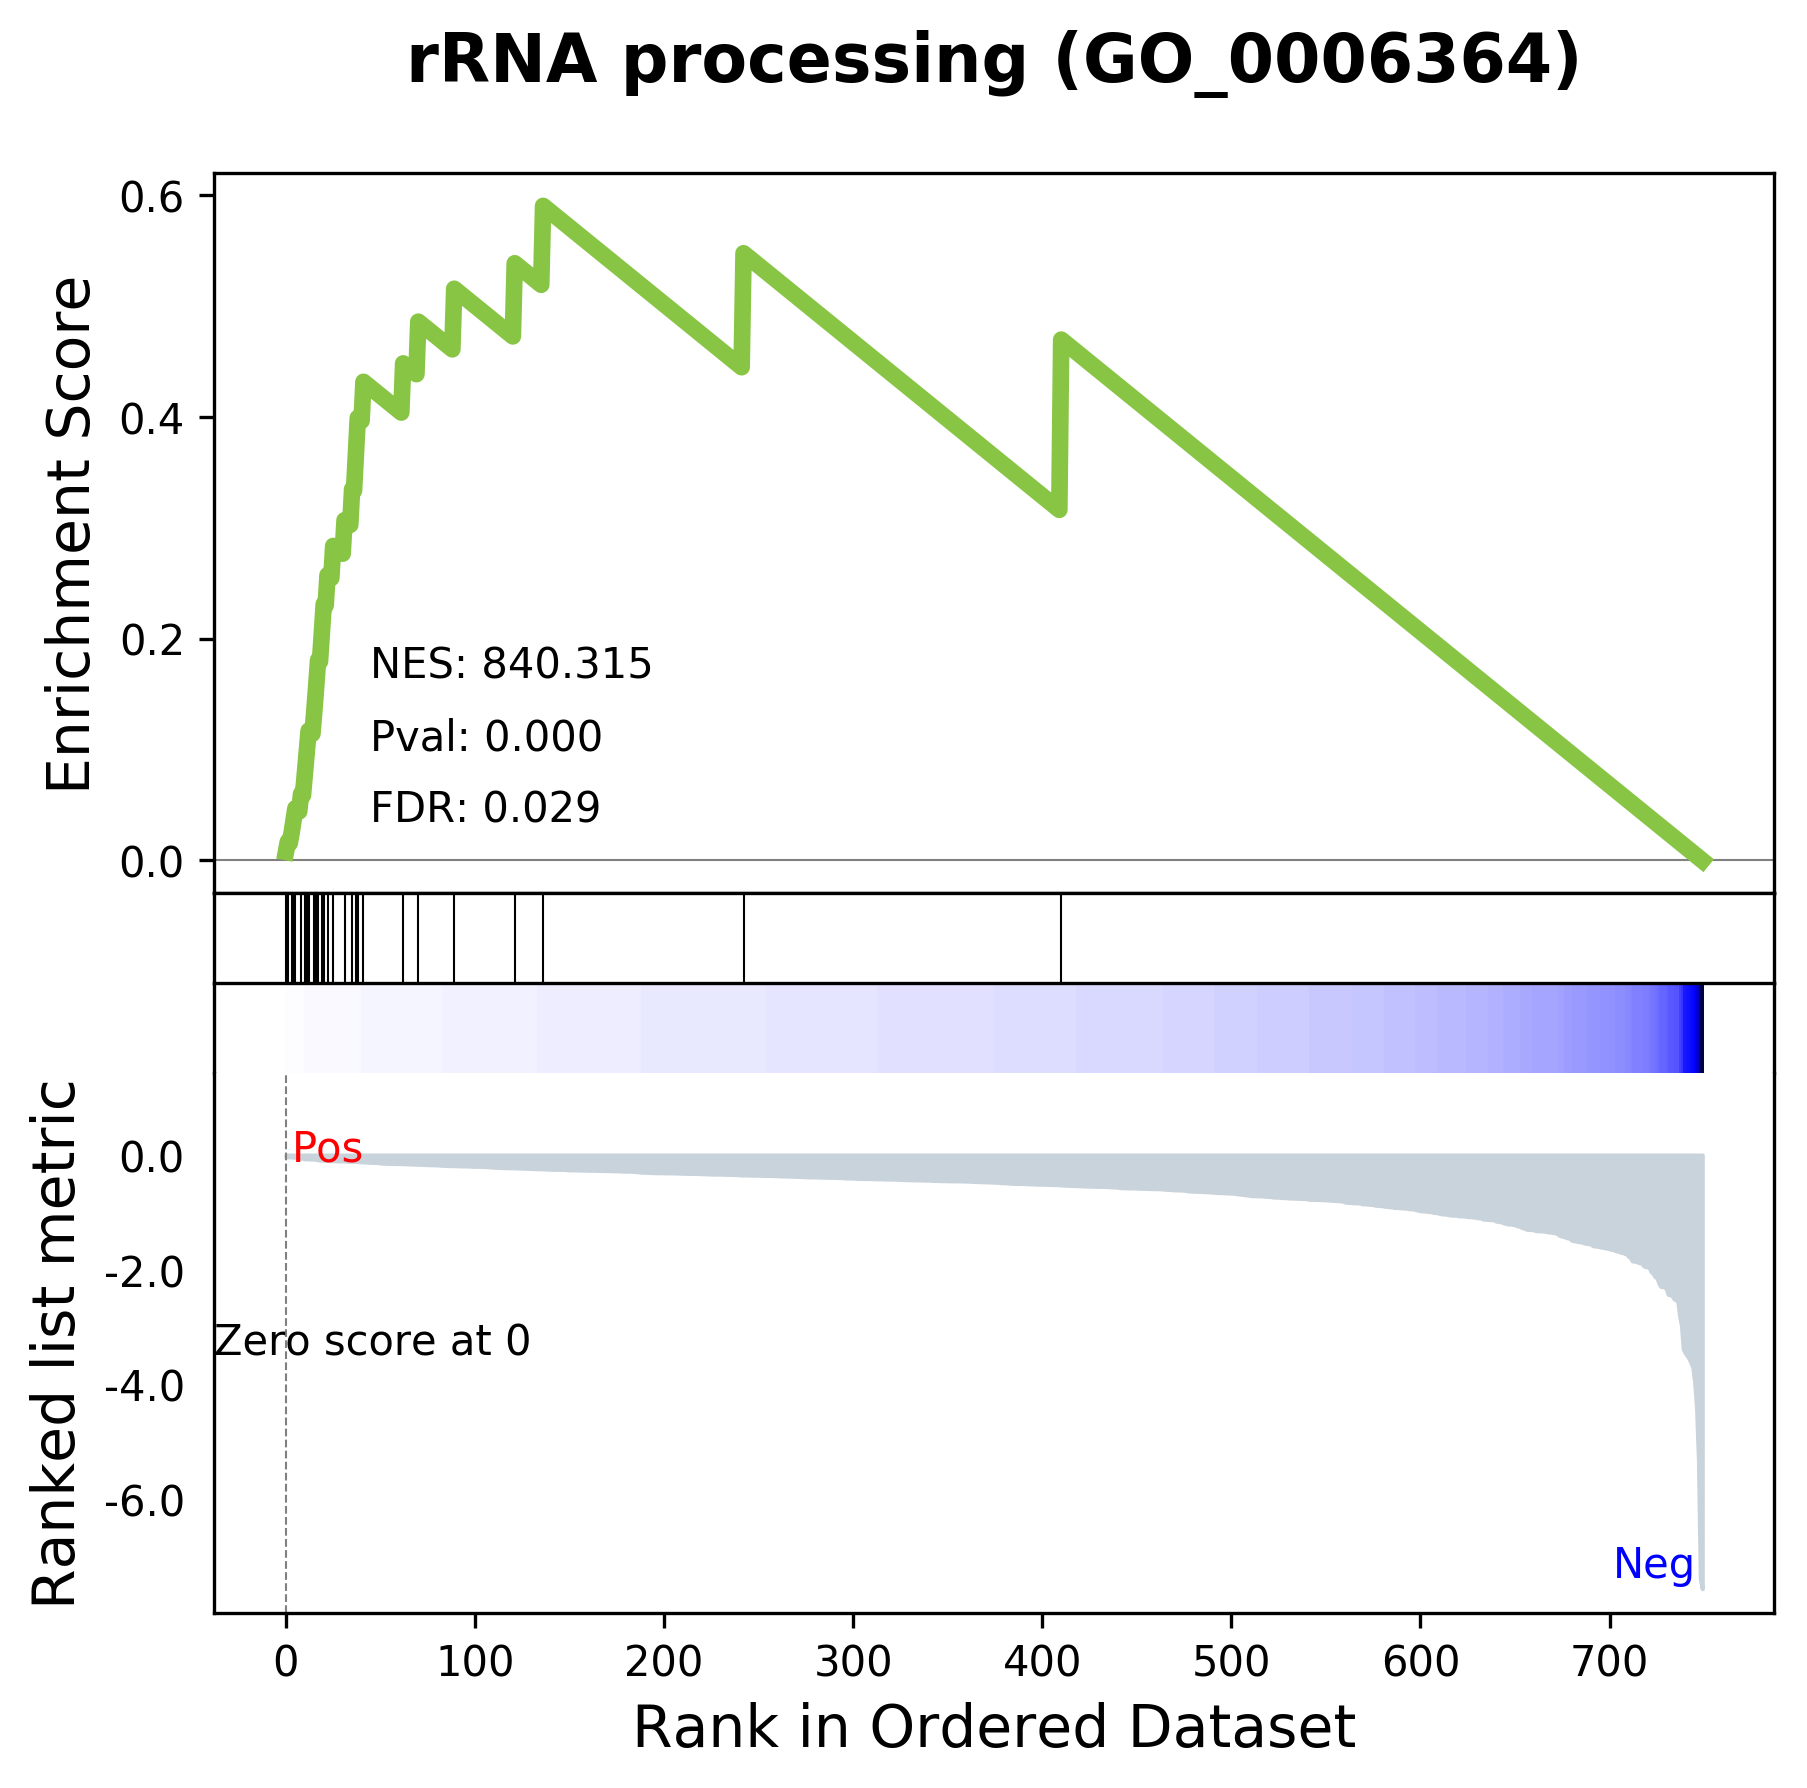 rRNA processing (GO_0006364)
Enrichment Score
0.6
0.4
0.2
0.0
NES: 840.315
Pval: 0.000
FDR: 0.029
Ranked list metric
0.0
-2.0
-4.0
-6.0
Pos
Zero score at 0
Neg
0 100 200 300 400 500 600 700
Rank in Ordered Dataset